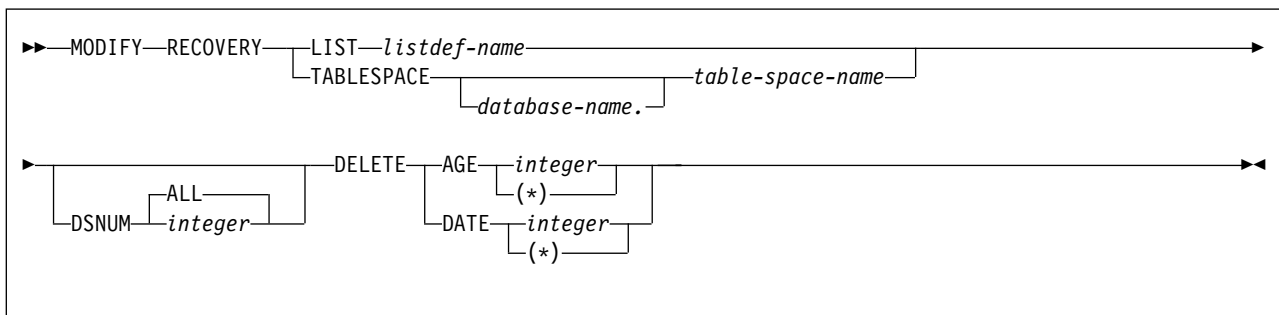 MODIFY RECOVERY LIST listdef-name
TABLESPACE table-space-name
database-name.
DELETE AGE integer
ALL (*)
DSNUM integer DATE integer
(*)